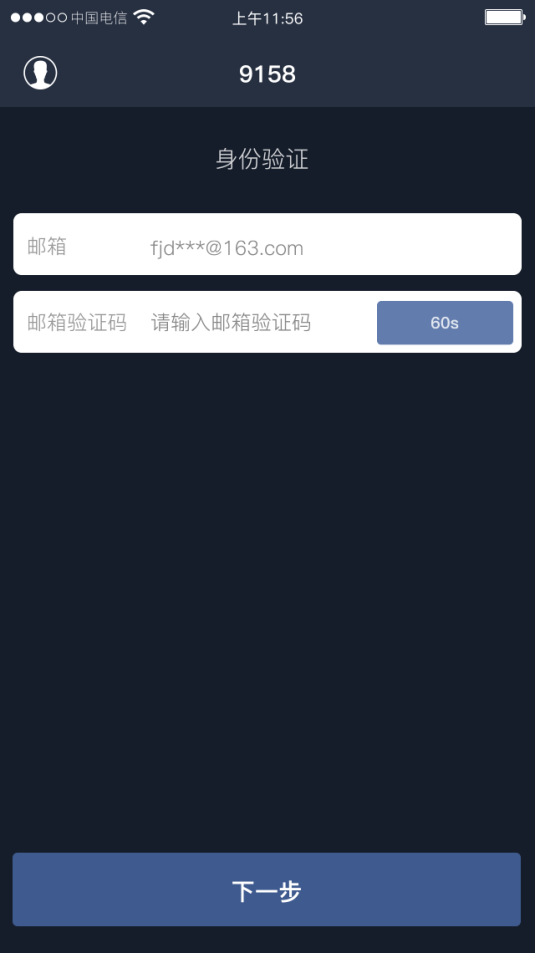 中国电信 上午11:56
9158
身份验证
邮箱 fjd***@163.com
邮箱验证码 请输入邮箱验证码 60s
下一步